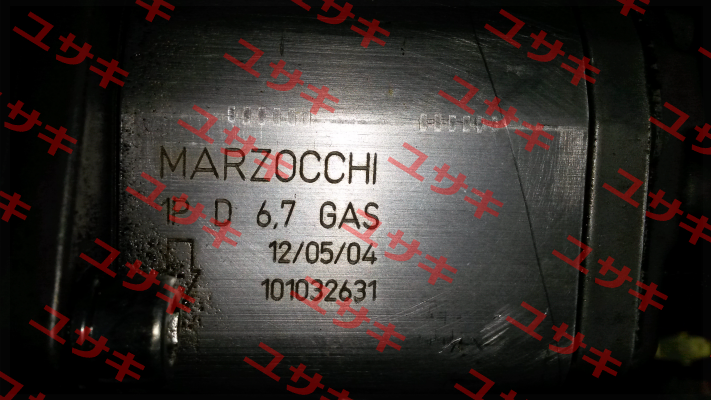 MARZOCCHI
1P D 6,7 GAS
12/05/04
101032631
ユサキ